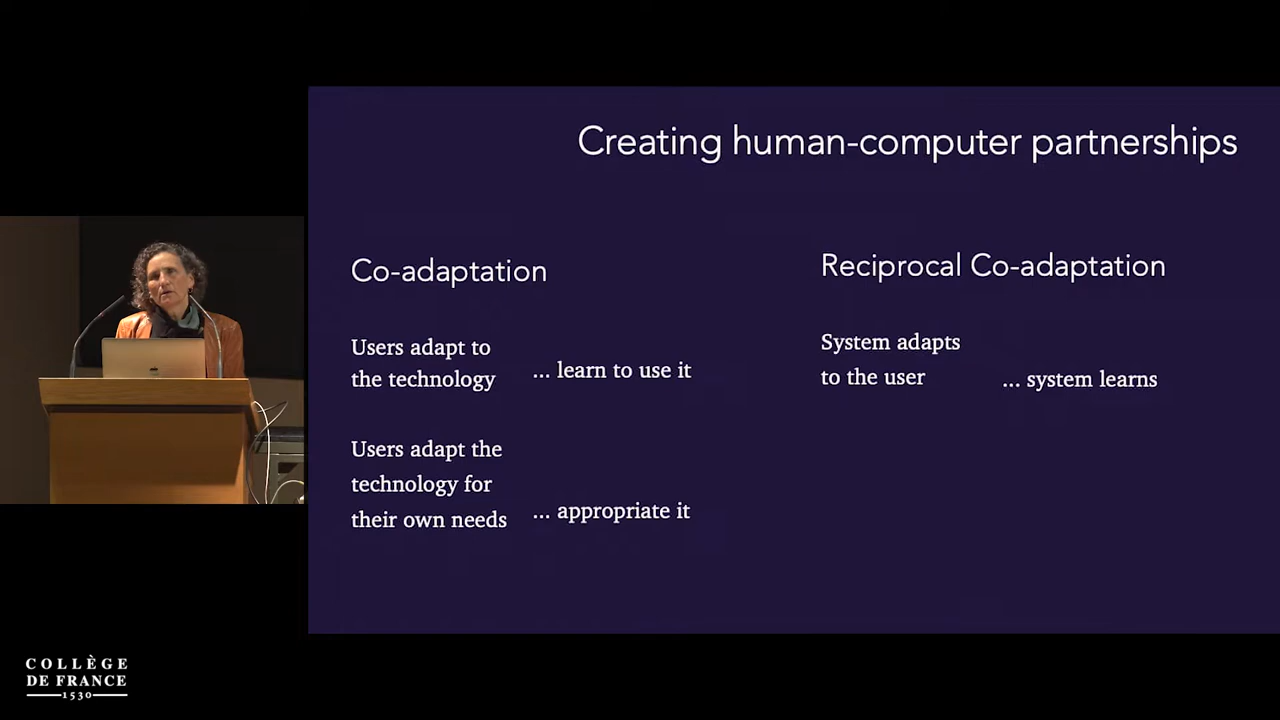 Creating human-computer partnerships
Co-adaptation
Users adapt to
the technology
... learn to use it
Users adapt the
technology for
their own needs
... appropriate it
Reciprocal Co-adaptation
System adapts
to the user
... system learns
COLLÈGE
DE FRANCE
1530